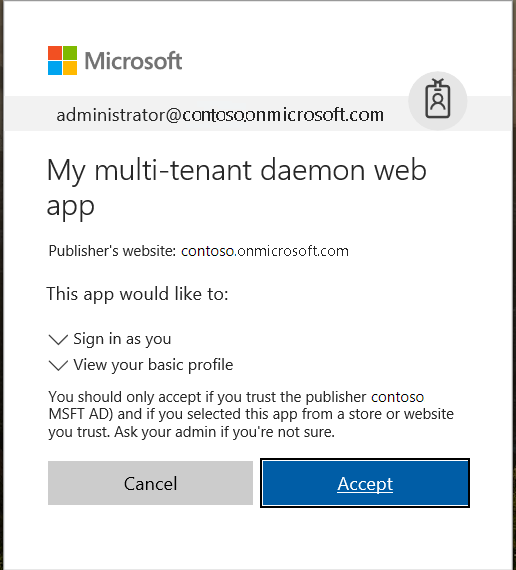 Microsoft
administrator@contoso.onmicrosoft.com
My multi-tenant daemon web
app
Publisher's website: contoso.onmicrosoft.com
This app would like to:
Sign in as you
View your basic profile
You should only accept if you trust the publisher contoso
MSFT AD) and if you selected this app from a store or website
you trust. Ask your admin if you're not sure.
Cancel
Accept